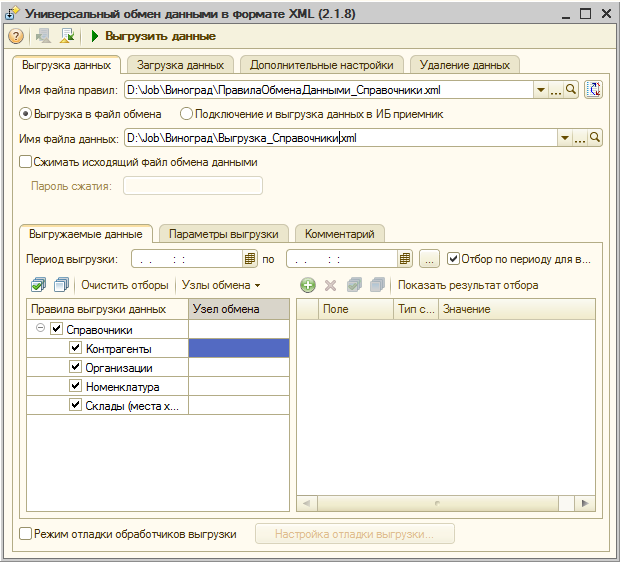 Универсальный обмен данными в формате XML (2.1.8)
Выгрузить данные
Выгрузка данных Загрузка данных Дополнительные настройки Удаление данных
Имя файла правил: D:\Job\Виноград\ПравилаОбменаДанными_Справочники.xml
Выгрузка в файл обмена Подключение и выгрузка данных в ИБ приемник
Имя файла данных: D:\Job\Виноград\Выгрузка_Справочники.xml
Сжимать исходящий файл обмена данными
Пароль сжатия:
Выгружаемые данные Параметры выгрузки Комментарий
Период выгрузки: . . : : по . . : : ... Отбор по периоду для в...
Очистить отборы Узлы обмена Показать результат отбора
Правила выгрузки данных Узел обмена Поле Тип с... Значение
Справочники
Контрагенты
Организации
Номенклатура
Склады (места х...
Режим отладки обработчиков выгрузки Настройка отладки выгрузки...